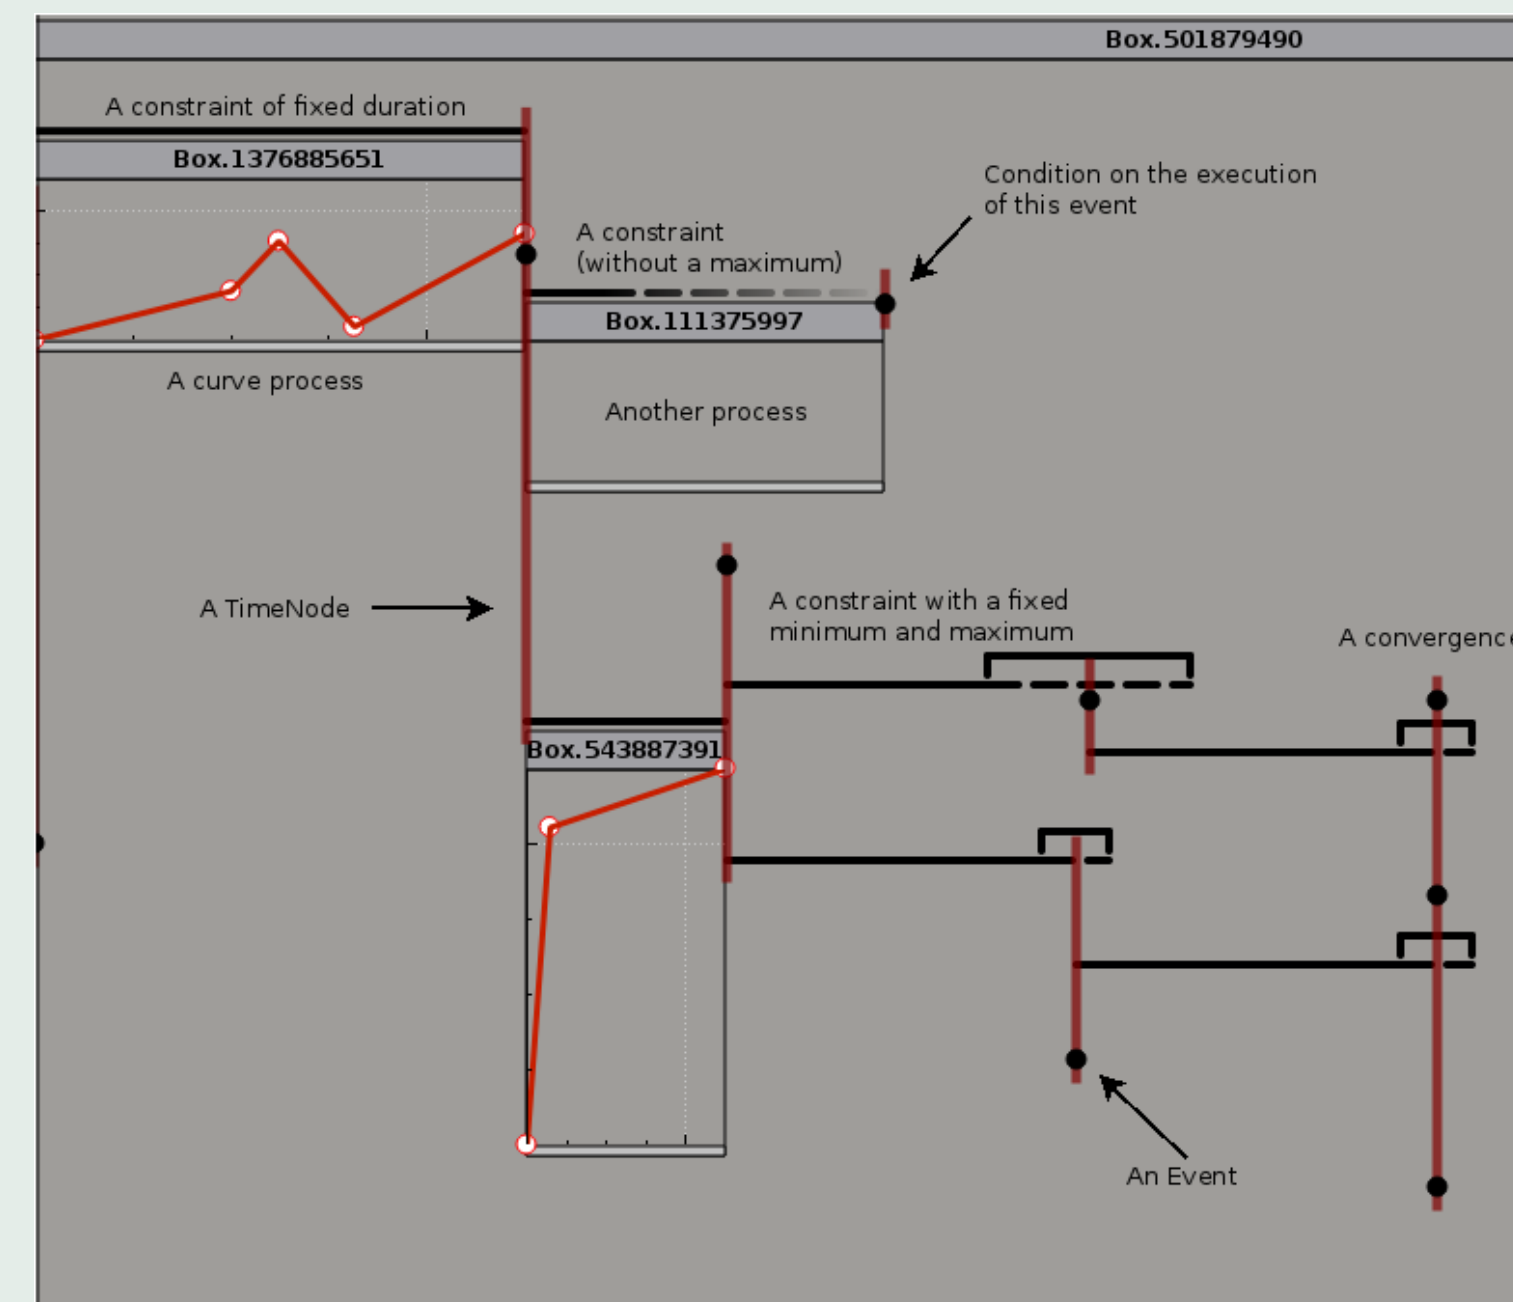 Box.501879490
A constraint of fixed duration
Box.1376885651
Condition on the execution
of this event
A constraint
(without a maximum)
Box.111375997
A curve process
Another process
A TimeNode
A constraint with a fixed
minimum and maximum
A convergence
Box.543887391
An Event